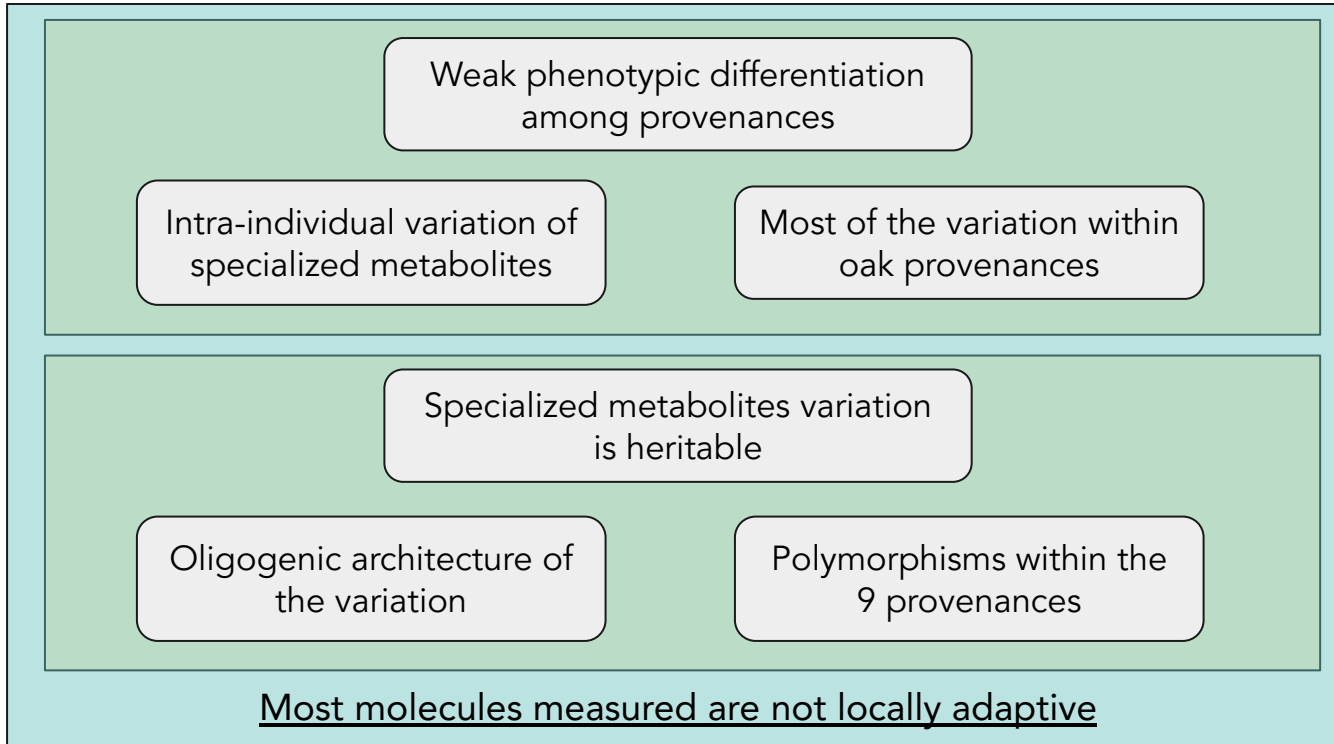 Weak phenotypic differentiation
among provenances
Intra-individual variation of
specialized metabolites
Most of the variation within
oak provenances
Specialized metabolites variation
is heritable
Oligogenic architecture of
the variation
Polymorphisms within the
9 provenances
Most molecules measured are not locally adaptive